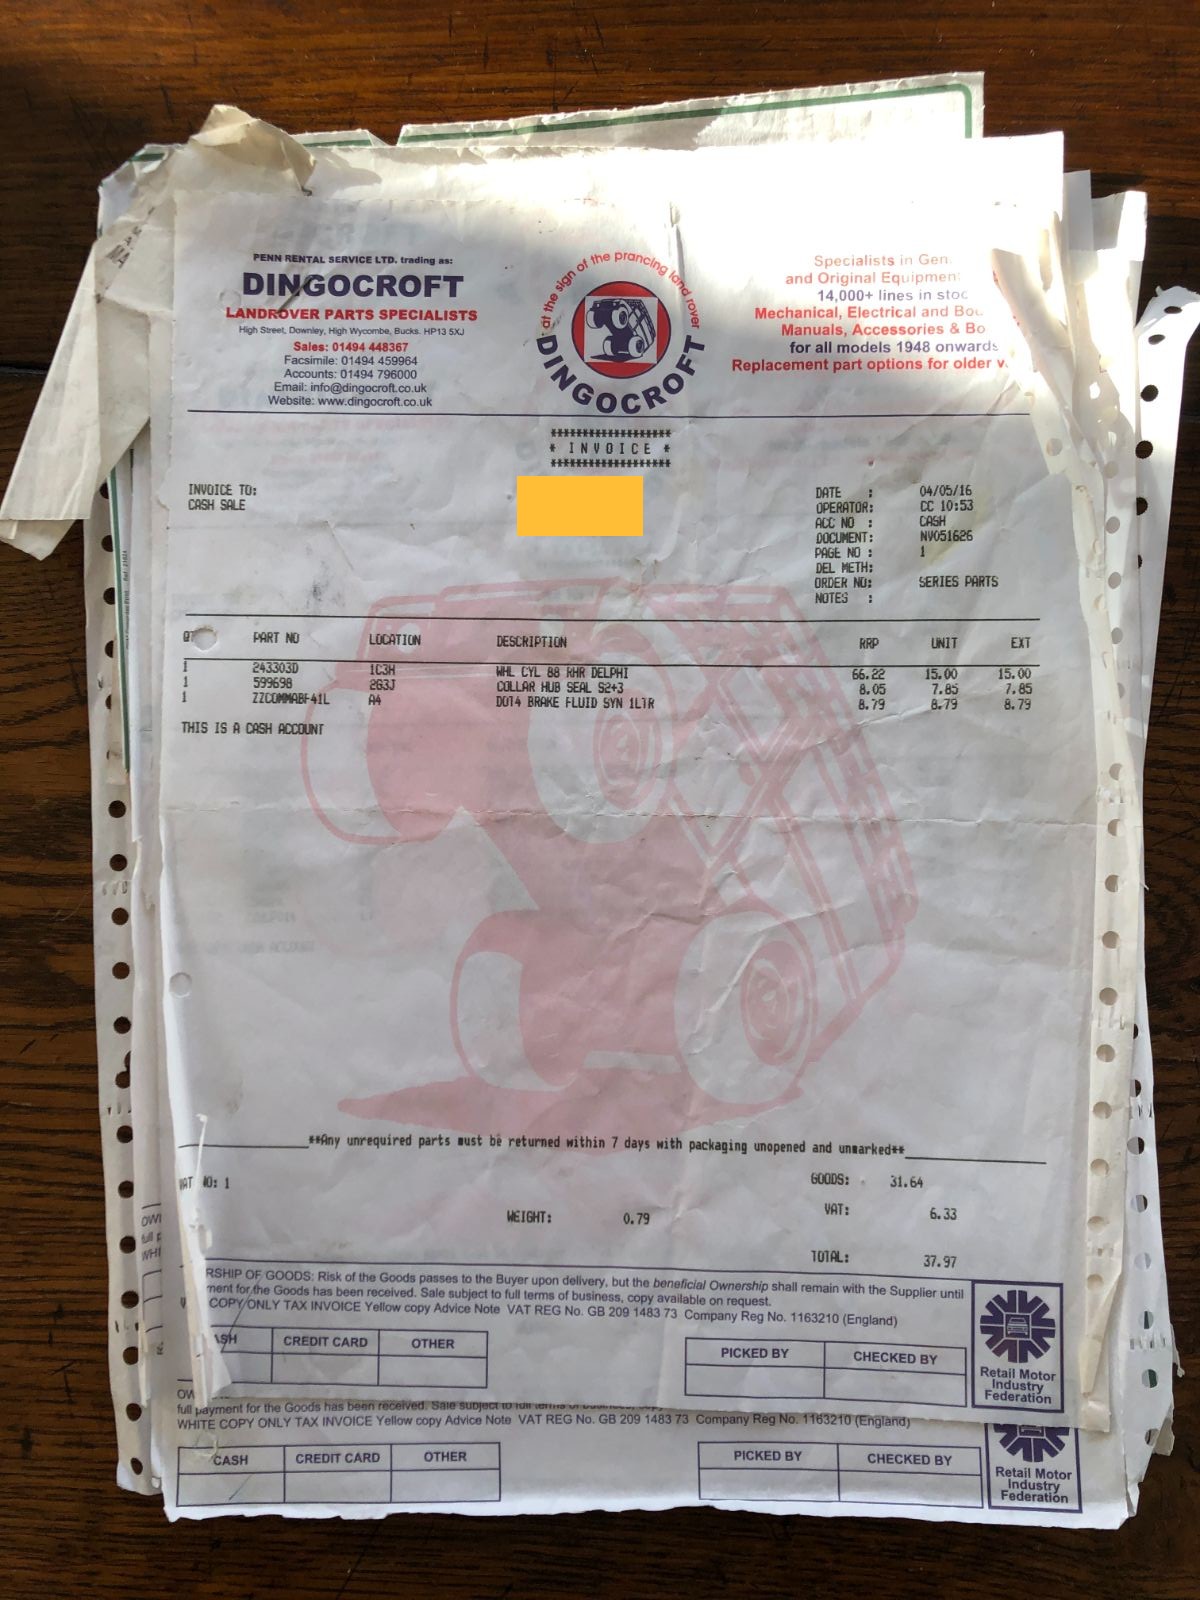 PENN RENTAL SERVICE LTD. trading as:
DINGOCROFT
LANDROVER PARTS SPECIALISTS
High Street, Downley, High Wycombe, Bucks. HP13 5XJ
Sales: 01494 448367
Facsimile: 01494 459964
Accounts: 01494 796000
Email: info@dingocroft.co.uk
Website: www.dingocroft.co.uk
at the sign of the prancing land rover
DINGOCROFT
Specialists in Gen
and Original Equipmen
14,000+ lines in stoc
Mechanical, Electrical and Bo
Manuals, Accessories & Bo
for all models 1948 onwards
Replacement part options for older v
*********************
* INVOICE *
*********************
INVOICE TO:
CASH SALE
DATE : 04/05/16
OPERATOR: CC 10:53
ACC NO : CASH
DOCUMENT: NV051626
PAGE NO : 1
DEL METH:
ORDER NO: SERIES PARTS
NOTES :
PART NO LOCATION DESCRIPTION RRP UNIT EXT
1 243303D 1C3H WHL CYL 88 RHR DELPHI 66.22 15.00 15.00
1 599698 2G3J COLLAR HUB SEAL S2+3 8.05 7.85 7.85
1 ZZCOMMABF41L A4 DOT4 BRAKE FLUID SYN 1LTR 8.79 8.79 8.79
THIS IS A CASH ACCOUNT
**Any unrequired parts must be returned within 7 days with packaging unopened and unmarked**
VAT NO: 1
GOODS: 31.64
WEIGHT: 0.79
VAT: 6.33
TOTAL: 37.97
RSHIP OF GOODS: Risk of the Goods passes to the Buyer upon delivery, but the beneficial Ownership shall remain with the Supplier until
ment for the Goods has been received. Sale subject to full terms of business, copy available on request.
COPY ONLY TAX INVOICE Yellow copy Advice Note VAT REG No. GB 209 1483 73 Company Reg No. 1163210 (England)
ASH CREDIT CARD OTHER
PICKED BY CHECKED BY
Retail Motor
Industry
Federation
full payment for the Goods has been received. Sale subject to full terms of business,
WHITE COPY ONLY TAX INVOICE Yellow copy Advice Note VAT REG No. GB 209 1483 73 Company Reg No. 1163210 (England)
CASH CREDIT CARD OTHER
PICKED BY CHECKED BY
Retail Motor
Industry
Federation